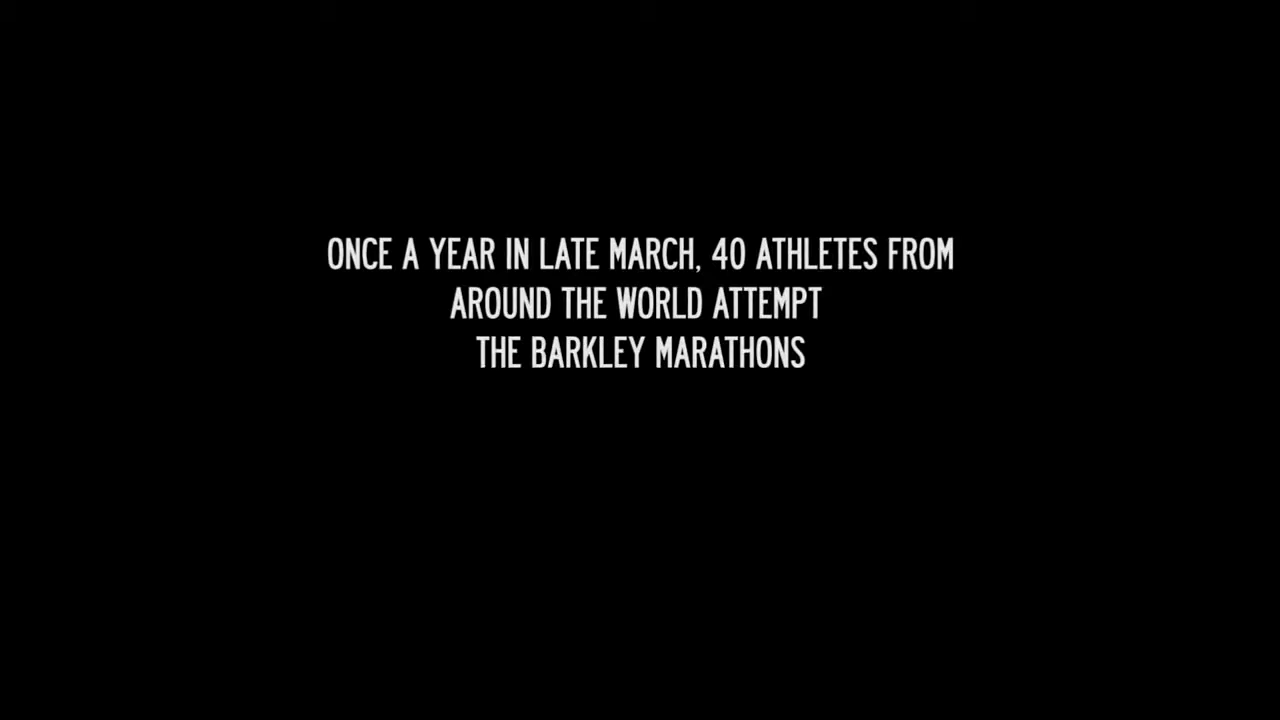 ONCE A YEAR IN LATE MARCH, 40 ATHLETES FROM
AROUND THE WORLD ATTEMPT
THE BARKLEY MARATHONS